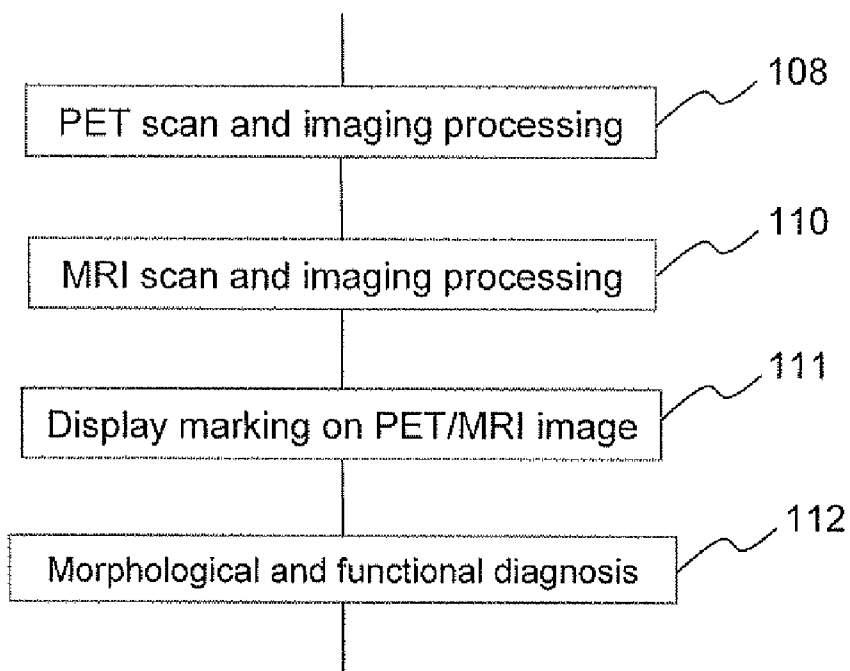 108
PET scan and imaging processing
110
MRI scan and imaging processing
111
Display marking on PET/MRI image
112
Morphological and functional diagnosis